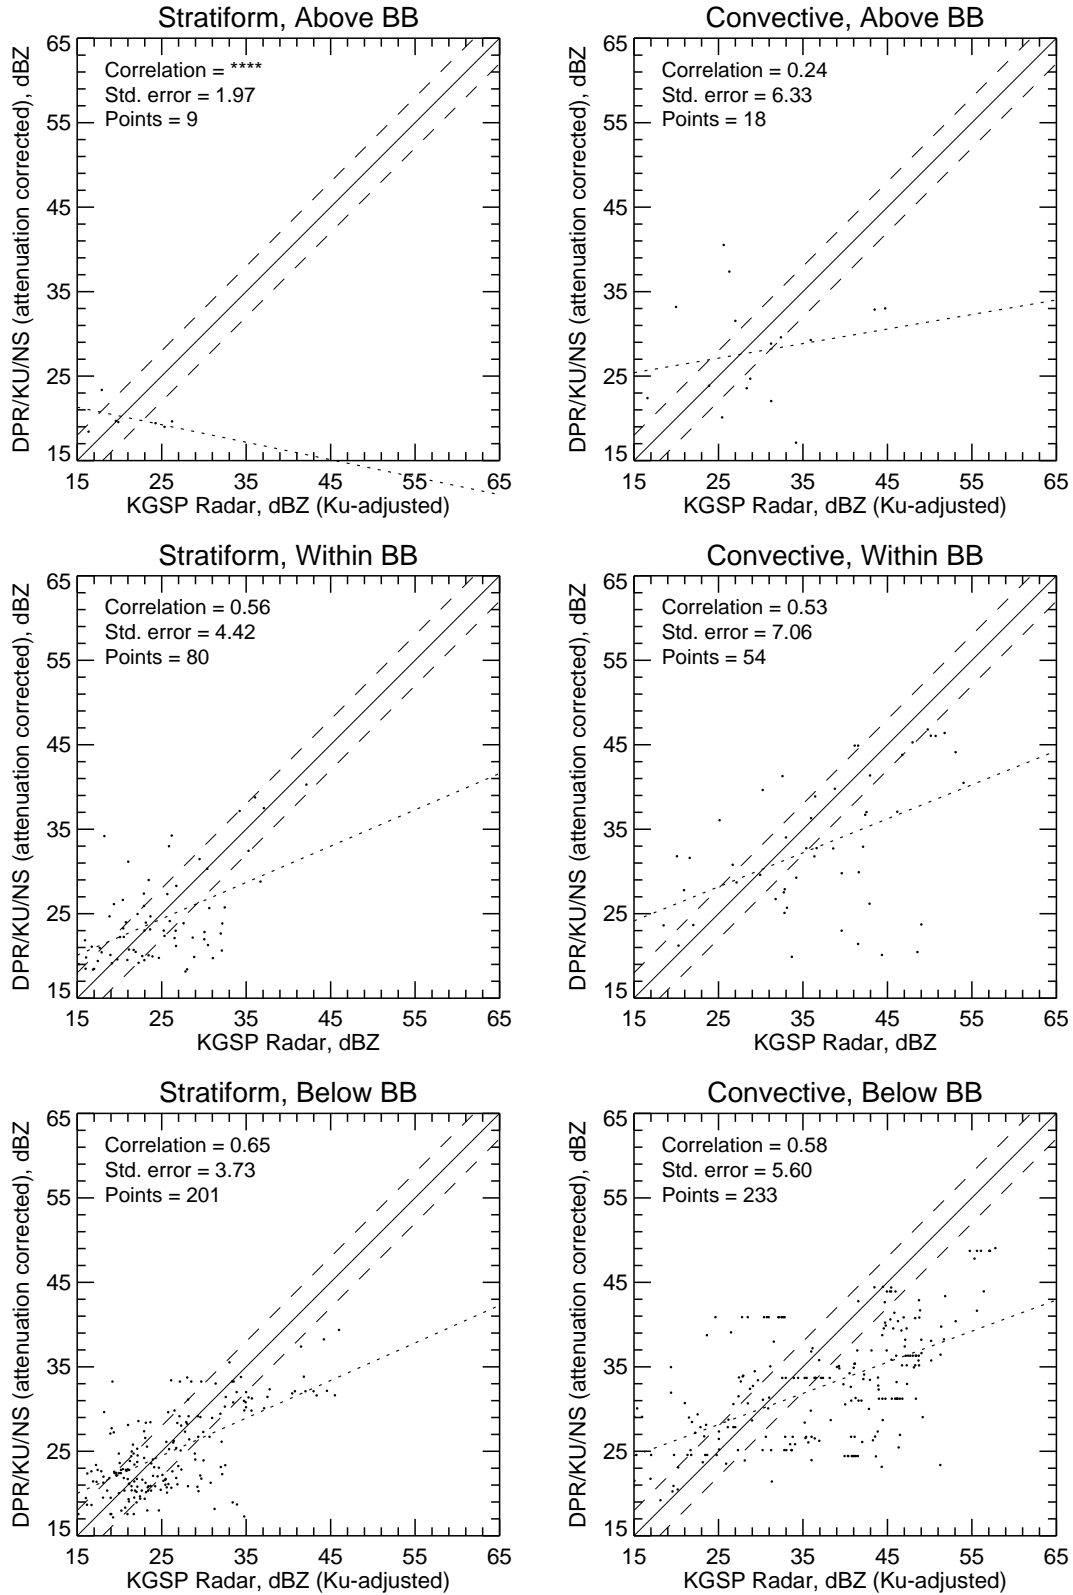 Stratiform, Above BB
Correlation = ****
Std. error = 1.97
Points = 9
DPR/KU/NS (attenuation corrected), dBZ
65
55
45
35
25
15
15 25 35 45 55 65
KGSP Radar, dBZ (Ku-adjusted)
Convective, Above BB
Correlation = 0.24
Std. error = 6.33
Points = 18
DPR/KU/NS (attenuation corrected), dBZ
65
55
45
35
25
15
15 25 35 45 55 65
KGSP Radar, dBZ (Ku-adjusted)
Stratiform, Within BB
Correlation = 0.56
Std. error = 4.42
Points = 80
DPR/KU/NS (attenuation corrected), dBZ
65
55
45
35
25
15
15 25 35 45 55 65
KGSP Radar, dBZ
Convective, Within BB
Correlation = 0.53
Std. error = 7.06
Points = 54
DPR/KU/NS (attenuation corrected), dBZ
65
55
45
35
25
15
15 25 35 45 55 65
KGSP Radar, dBZ
Stratiform, Below BB
Correlation = 0.65
Std. error = 3.73
Points = 201
DPR/KU/NS (attenuation corrected), dBZ
65
55
45
35
25
15
15 25 35 45 55 65
KGSP Radar, dBZ (Ku-adjusted)
Convective, Below BB
Correlation = 0.58
Std. error = 5.60
Points = 233
DPR/KU/NS (attenuation corrected), dBZ
65
55
45
35
25
15
15 25 35 45 55 65
KGSP Radar, dBZ (Ku-adjusted)